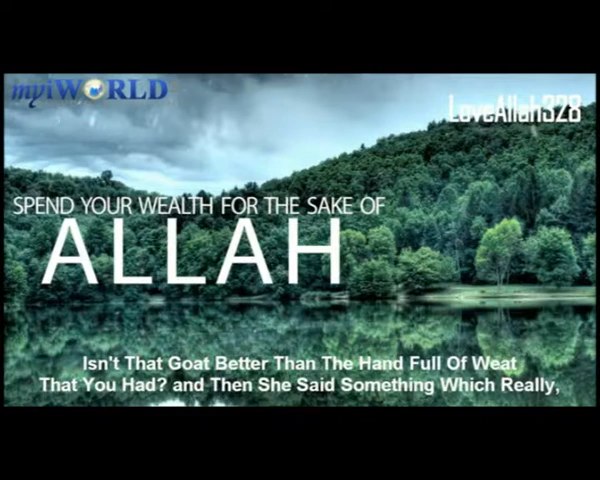 myiWORLD
LoveAllah328
SPEND YOUR WEALTH FOR THE SAKE OF
ALLAH
Isn't That Goat Better Than The Hand Full Of Weat
That You Had? and Then She Said Something Which Really,